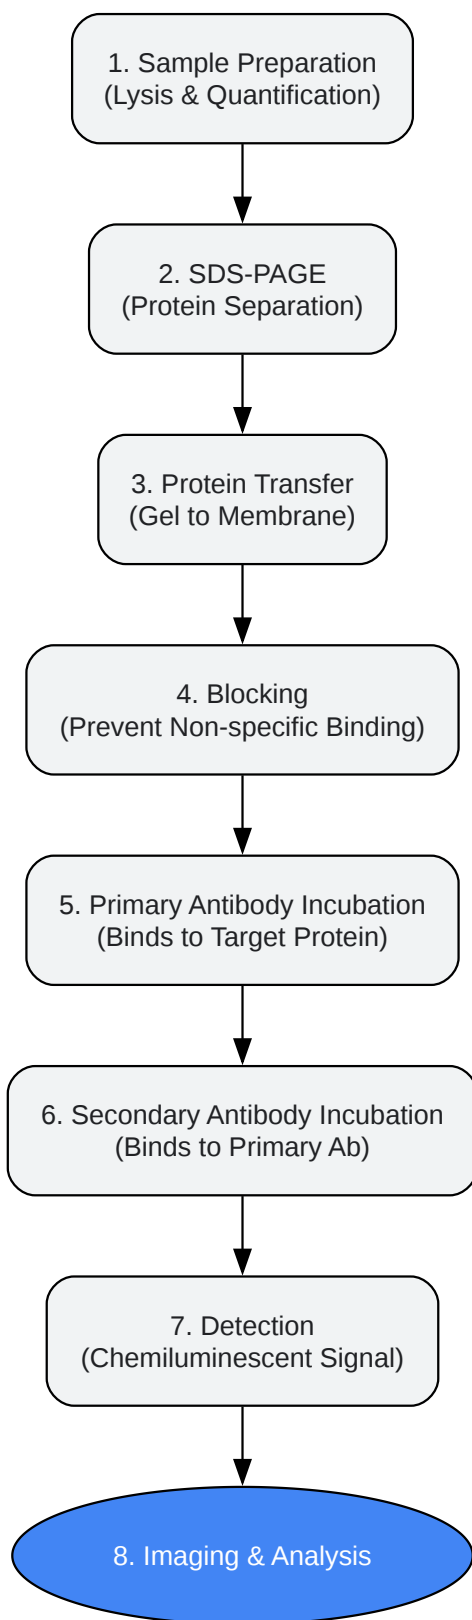 1. Sample Preparation
(Lysis & Quantification)
2. SDS-PAGE
(Protein Separation)
3. Protein Transfer
(Gel to Membrane)
4. Blocking
(Prevent Non-specific Binding)
5. Primary Antibody Incubation
(Binds to Target Protein)
6. Secondary Antibody Incubation
(Binds to Primary Ab)
7. Detection
(Chemiluminescent Signal)
8. Imaging & Analysis